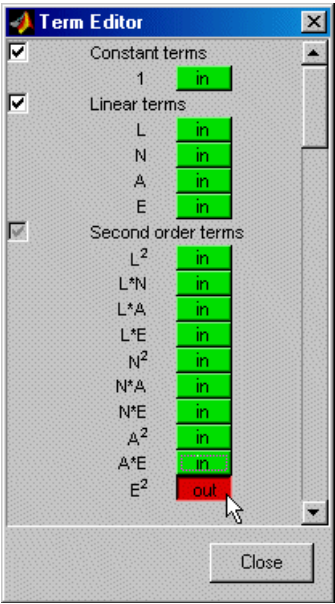 Term Editor
Constant terms
1 in
Linear terms
L in
N in
A in
E in
Second order terms
L² in
L*N in
L*A in
L*E in
N² in
N*A in
N*E in
A² in
A*E in
E² out
Close